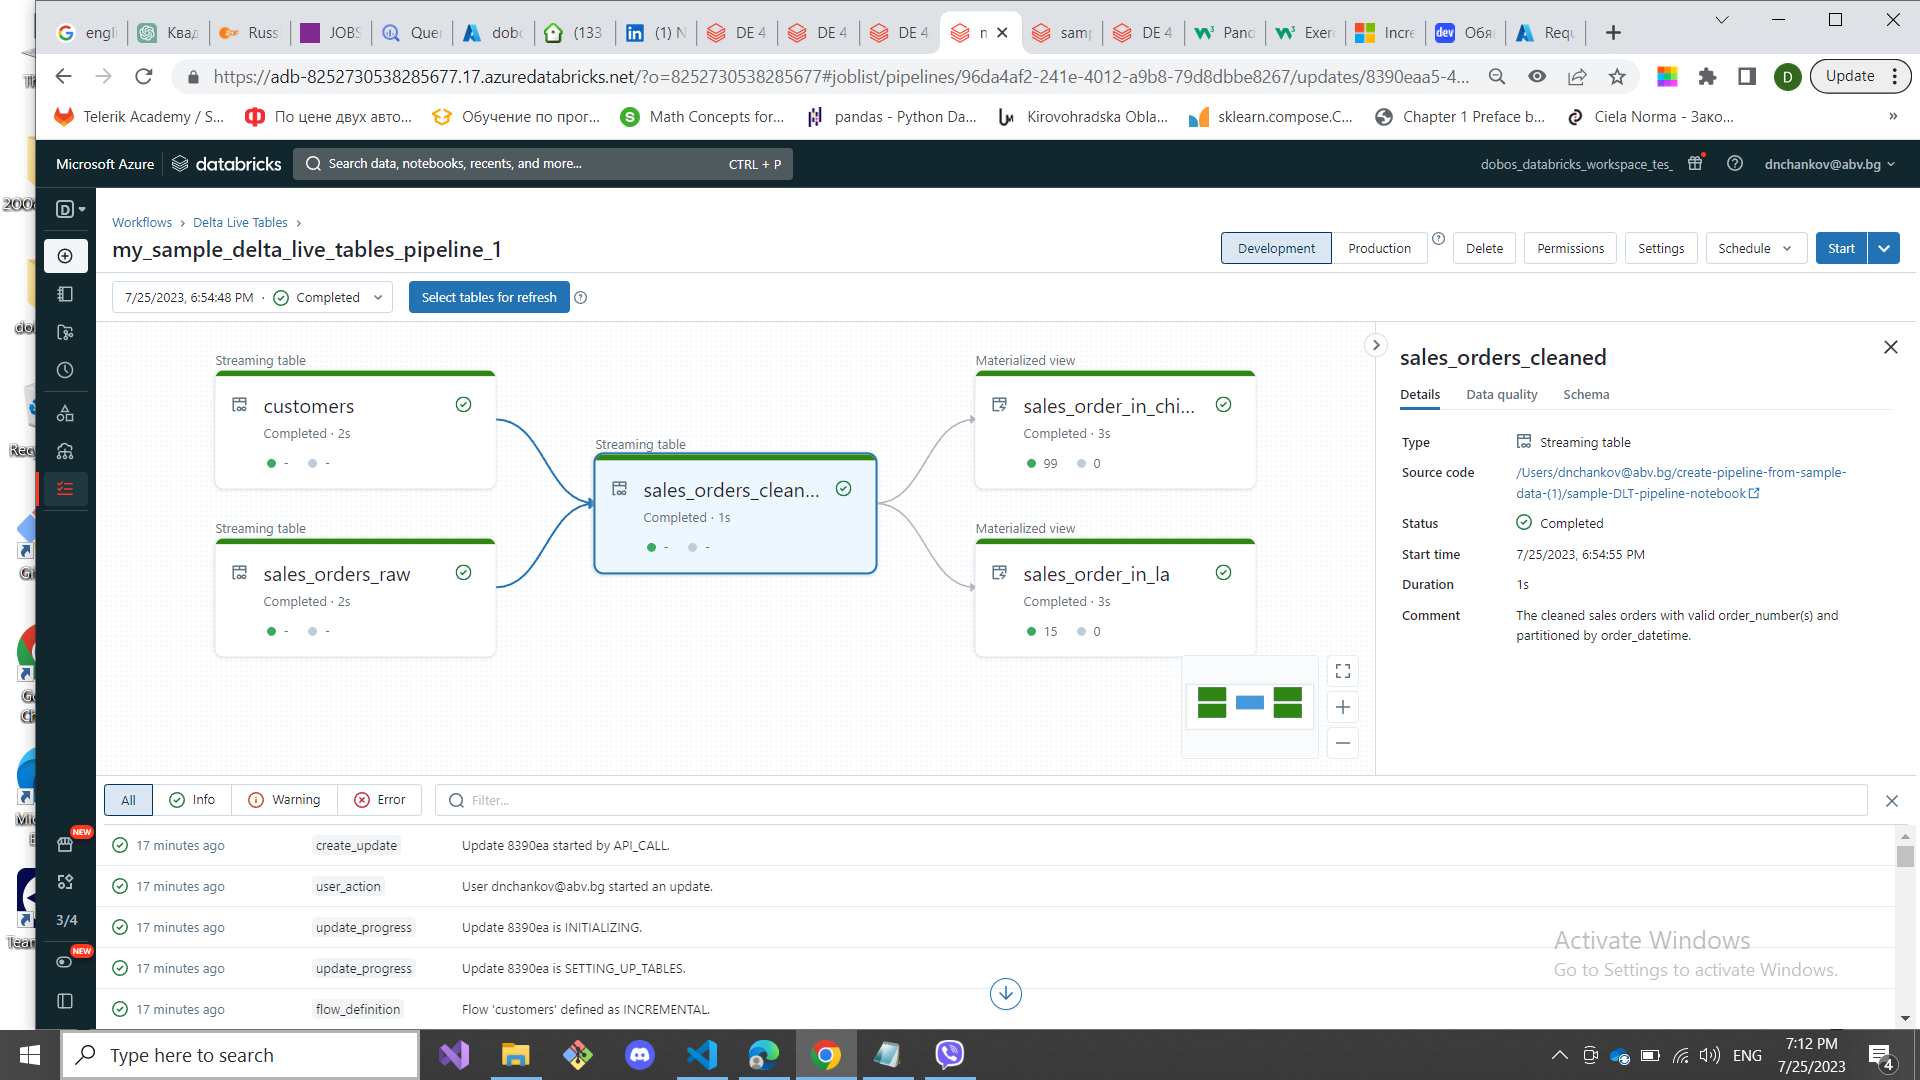 engli
Квад
Russ
JOBS
Quer
dobo
(133
(1) N
DE 4
DE 4
DE 4
samp
DE 4
Pand
Exer
Incre
Обя
Requ
https://adb-8252730538285677.17.azuredatabricks.net/?o=8252730538285677#joblist/pipelines/96da4af2-241e-4012-a9b8-79d8dbbe8267/updates/8390eaa5-4...
D
Update
Telerik Academy / S...
По цене двух авто...
Обучение по прог...
Math Concepts for...
pandas - Python Da...
Kirovohradska Obla...
sklearn.compose.C...
Chapter 1 Preface b...
Ciela Norma - Зако...
»
Microsoft Azure
databricks
Search data, notebooks, recents, and more...
CTRL + P
dobos_databricks_workspace_tes_
dnchankov@abv.bg
D
Workflows > Delta Live Tables >
my_sample_delta_live_tables_pipeline_1
Development
Production
Delete
Permissions
Settings
Schedule
Start
7/25/2023, 6:54:48 PM · Completed
Select tables for refresh
Streaming table
customers
Completed · 2s
- -
Streaming table
sales_orders_raw
Completed · 2s
- -
Streaming table
sales_orders_clean...
Completed · 1s
- -
Materialized view
sales_order_in_chi...
Completed · 3s
99 0
Materialized view
sales_order_in_la
Completed · 3s
15 0
sales_orders_cleaned
Details
Data quality
Schema
Type Streaming table
Source code /Users/dnchankov@abv.bg/create-pipeline-from-sample-
data-(1)/sample-DLT-pipeline-notebook
Status Completed
Start time 7/25/2023, 6:54:55 PM
Duration 1s
Comment The cleaned sales orders with valid order_number(s) and
partitioned by order_datetime.
All
Info
Warning
Error
Filter...
17 minutes ago create_update Update 8390ea started by API_CALL.
17 minutes ago user_action User dnchankov@abv.bg started an update.
17 minutes ago update_progress Update 8390ea is INITIALIZING.
17 minutes ago update_progress Update 8390ea is SETTING_UP_TABLES.
17 minutes ago flow_definition Flow 'customers' defined as INCREMENTAL.
NEW
3/4
NEW
Activate Windows
Go to Settings to activate Windows.
Type here to search
ENG
7:12 PM
7/25/2023
4